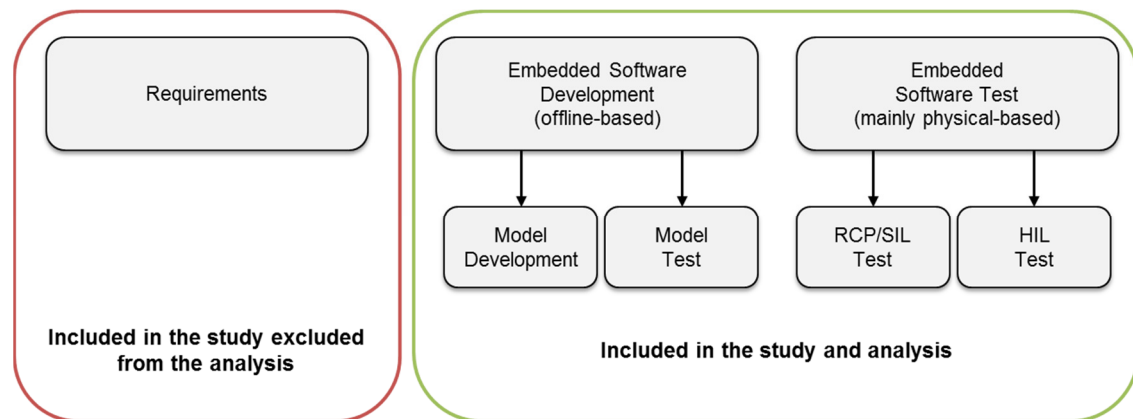 Requirements
Included in the study excluded
from the analysis
Embedded Software
Development
(offline-based)
Embedded
Software Test
(mainly physical-based)
Model
Development
Model
Test
RCP/SIL
Test
HIL
Test
Included in the study and analysis